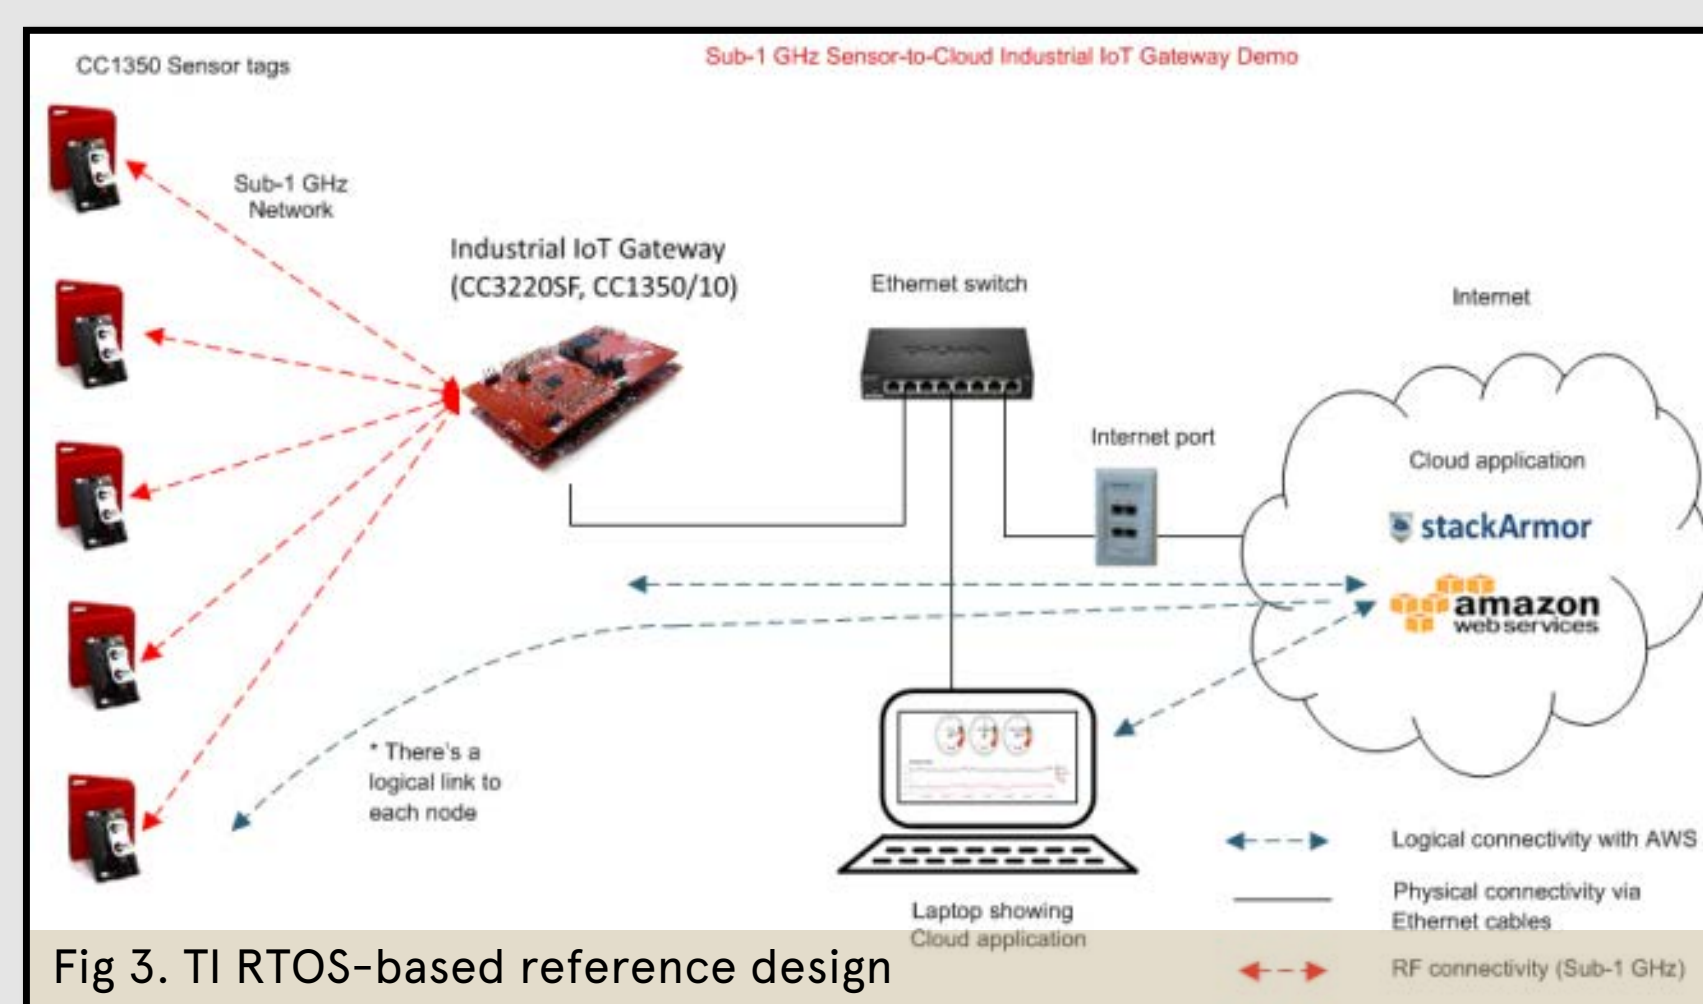 CC1350 Sensor tags
Sub-1 GHz Sensor-to-Cloud Industrial IoT Gateway Demo
Sub-1 GHz
Network
Industrial IoT Gateway
(CC3220SF, CC1350/10)
Ethernet switch
Internet
Internet port
Cloud application
stackArmor
amazon
web services
* There's a
logical link to
each node
Laptop showing
Cloud application
Logical connectivity with AWS
Physical connectivity via
Ethernet cables
RF connectivity (Sub-1 GHz)
Fig 3. TI RTOS-based reference design